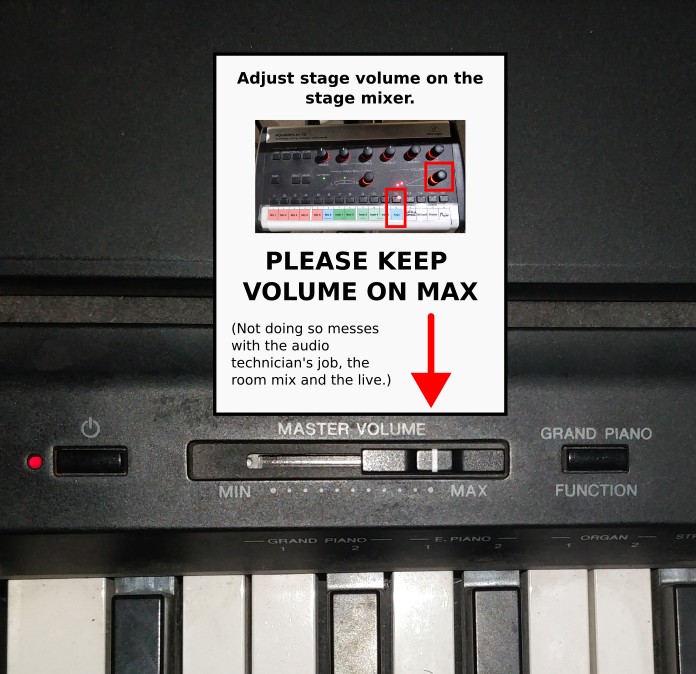 Adjust stage volume on the
stage mixer.
PLEASE KEEP
VOLUME ON MAX
(Not doing so messes
with the audio
technician's job, the
room mix and the live.)
MASTER VOLUME
MIN
MAX
GRAND PIANO
FUNCTION
GRAND PIANO
1 2
E. PIANO
1 2
ORGAN
1 2